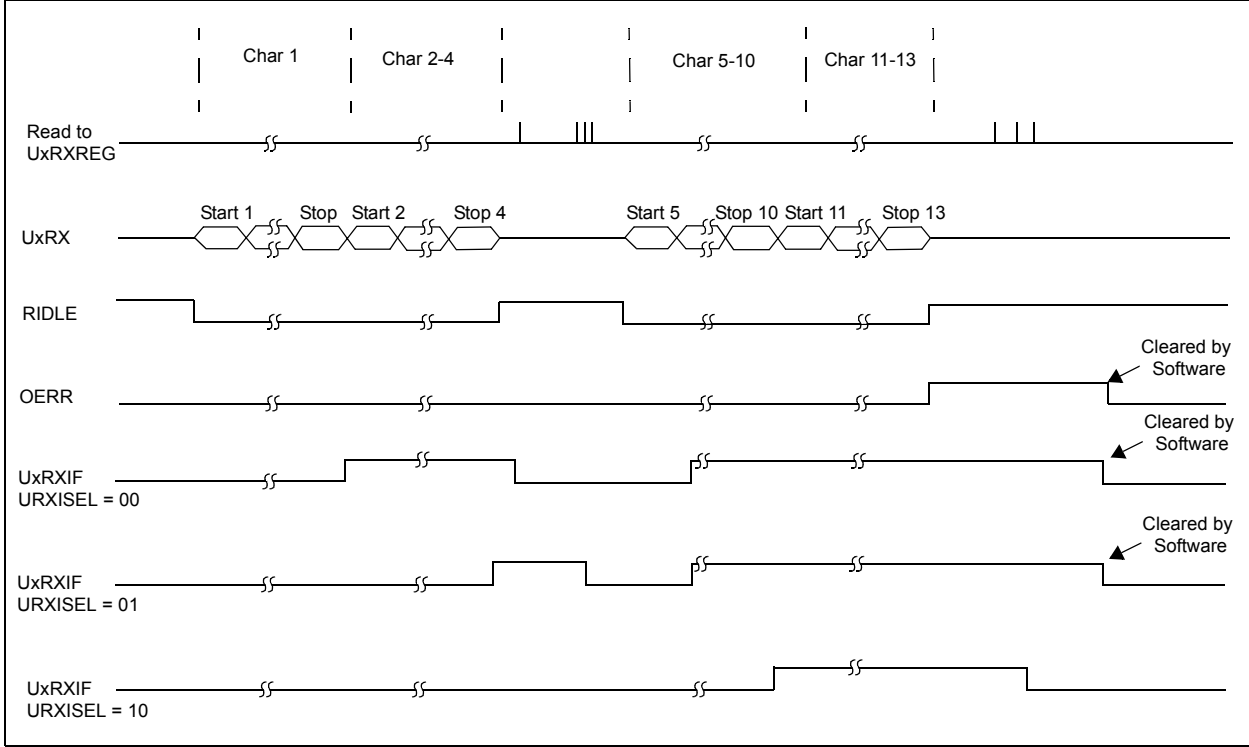 Char 1
Char 2-4
Char 5-10
Char 11-13
Read to
UxRXREG
Start 1
Stop
Start 2
Stop 4
Start 5
Stop 10
Start 11
Stop 13
UxRX
RIDLE
Cleared by
Software
OERR
Cleared by
Software
UxRXIF
URXISEL = 00
Cleared by
Software
UxRXIF
URXISEL = 01
UxRXIF
URXISEL = 10